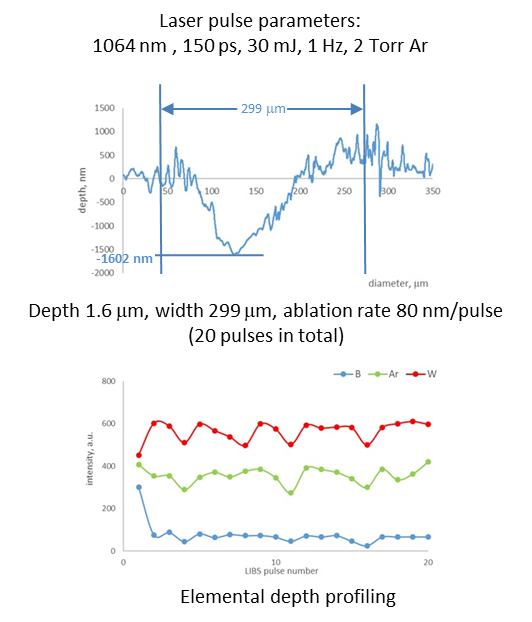 Laser pulse parameters:
1064 nm , 150 ps, 30 mJ, 1 Hz, 2 Torr Ar
299 μm
1500
1000
500
0
-500
-1000
-1500
-2000
0
50
100
150
200
250
300
350
depth, nm
-1602 nm
diameter, μm
Depth 1.6 μm, width 299 μm, ablation rate 80 nm/pulse
(20 pulses in total)
B
Ar
W
800
600
400
200
0
intensity, a.u.
0
10
20
LIBS pulse number
Elemental depth profiling